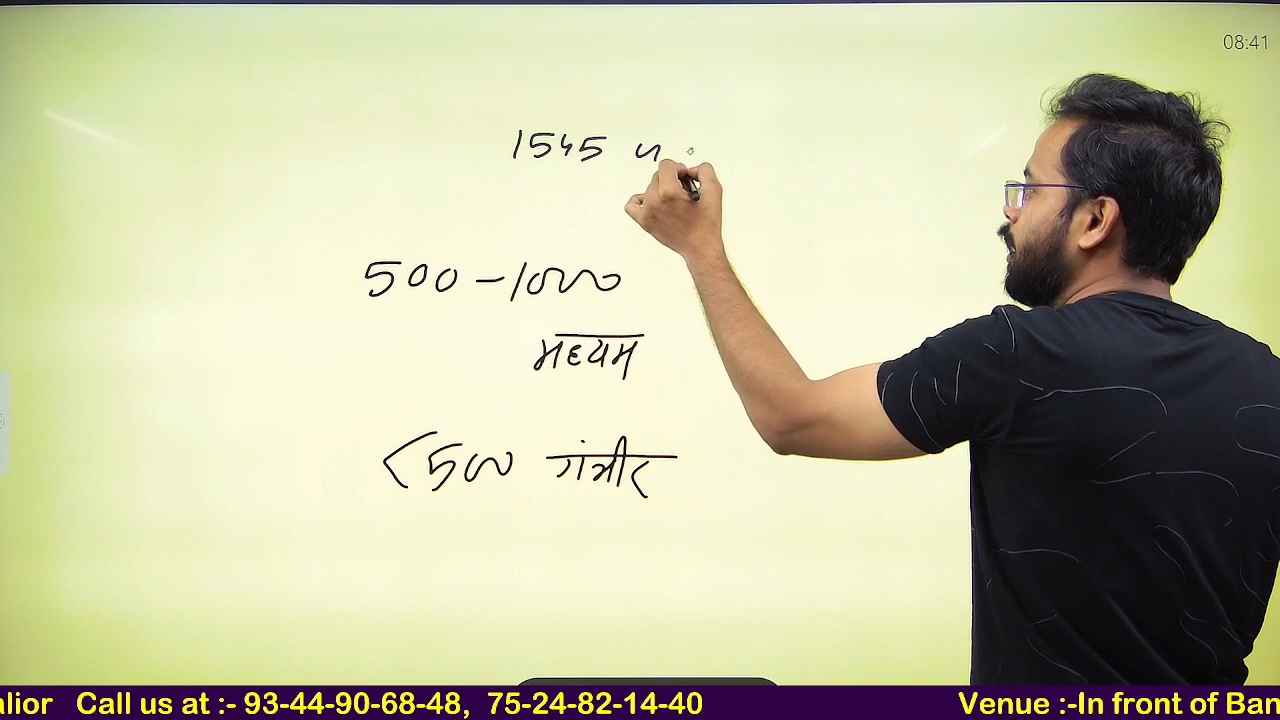 08:41
1545
500-1000
मध्यम
<500 गंभीर
alior Call us at :- 93-44-90-68-48, 75-24-82-14-40 Venue :-In front of Ban